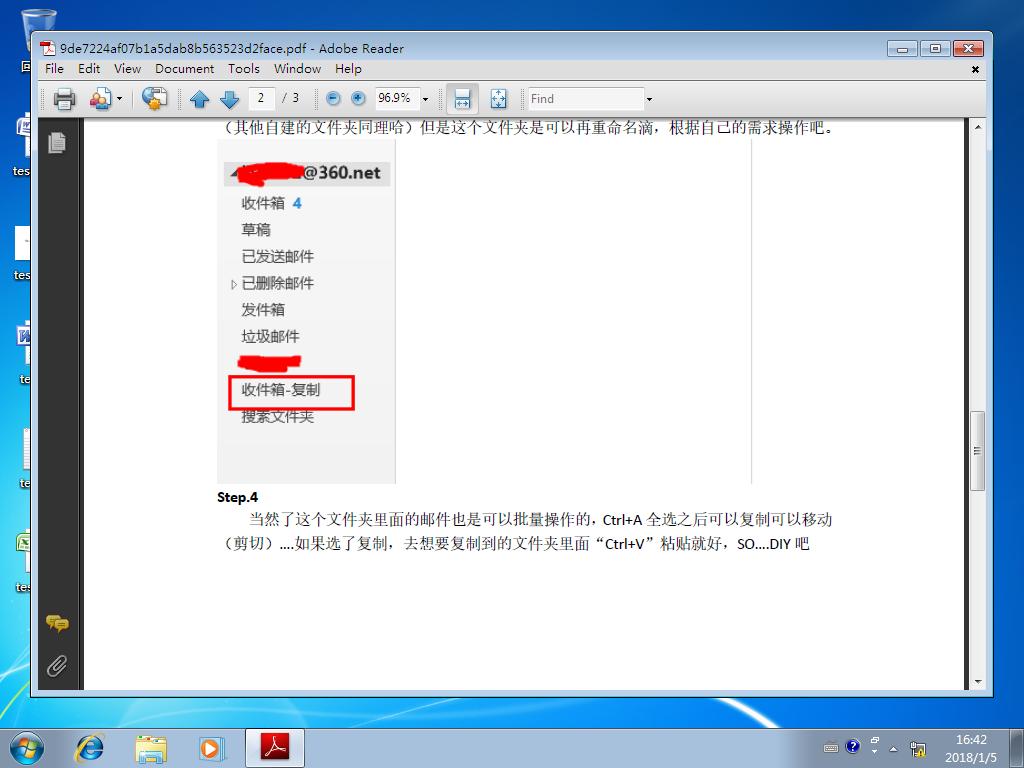 9de7224af07b1a5dab8b563523d2face.pdf - Adobe Reader
File Edit View Document Tools Window Help
2 / 3 96.9% Find
（其他自建的文件夹同理哈）但是这个文件夹是可以再重命名滴，根据自己的需求操作吧。
@360.net
收件箱 4
草稿
已发送邮件
已删除邮件
发件箱
垃圾邮件
收件箱-复制
搜索文件夹
Step.4
当然了这个文件夹里面的邮件也是可以批量操作的，Ctrl+A 全选之后可以复制可以移动
（剪切）....如果选了复制，去想要复制到的文件夹里面“Ctrl+V”粘贴就好，SO....DIY 吧
tes
tes
te
te
tes
16:42
2018/1/5